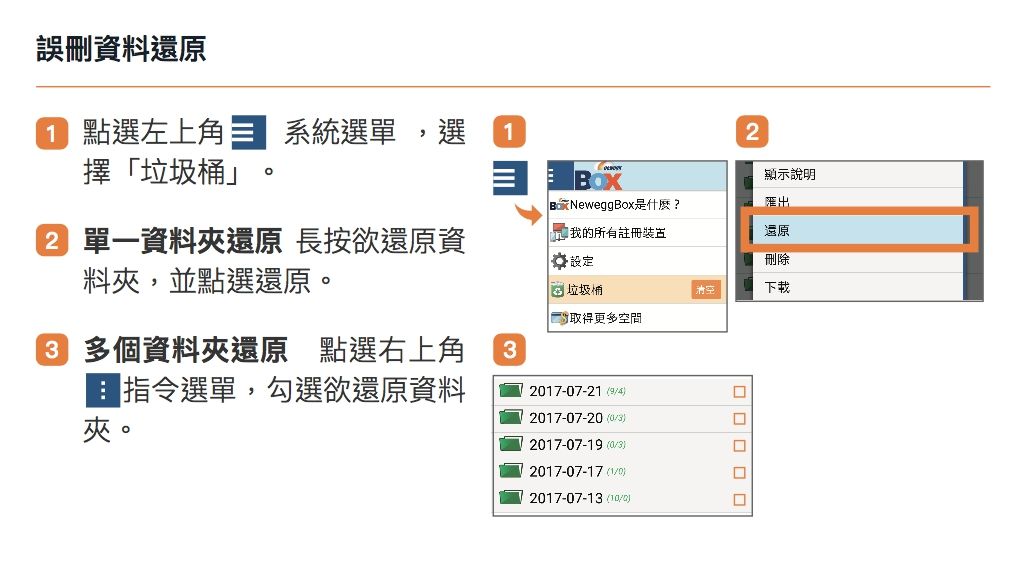 誤刪資料還原
1 點選左上角 系統選單 ，選
擇「垃圾桶」。
2 單一資料夾還原 長按欲還原資
料夾，並點選還原。
3 多個資料夾還原 點選右上角
指令選單，勾選欲還原資料
夾。
1
BOX
NeweggBox是什麼？
我的所有註冊裝置
設定
垃圾桶 清空
取得更多空間
2
顯示說明
匯出
還原
刪除
下載
3
2017-07-21 (9/4)
2017-07-20 (0/3)
2017-07-19 (0/3)
2017-07-17 (1/0)
2017-07-13 (10/0)